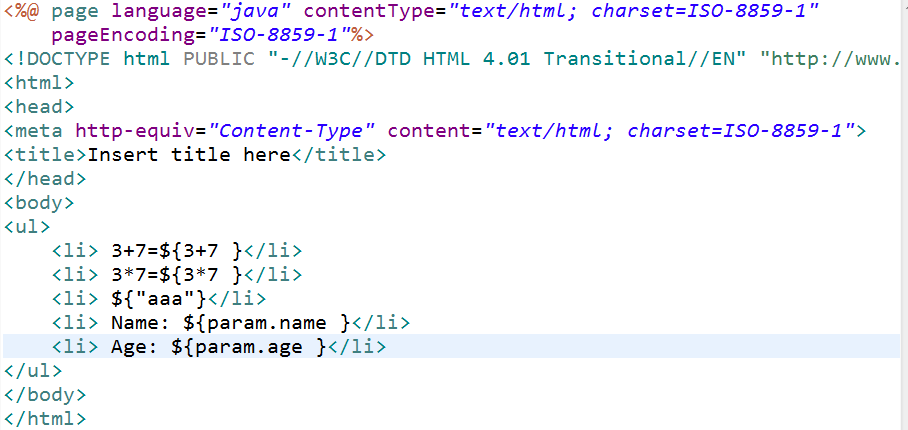 <%@ page language="java" contentType="text/html; charset=ISO-8859-1"
    pageEncoding="ISO-8859-1"%>
<!DOCTYPE html PUBLIC "-//W3C//DTD HTML 4.01 Transitional//EN" "http://www.
<html>
<head>
<meta http-equiv="Content-Type" content="text/html; charset=ISO-8859-1">
<title>Insert title here</title>
</head>
<body>
<ul>
    <li> 3+7=${3+7 }</li>
    <li> 3*7=${3*7 }</li>
    <li> ${"aaa"}</li>
    <li> Name: ${param.name }</li>
    <li> Age: ${param.age }</li>
</ul>
</body>
</html>